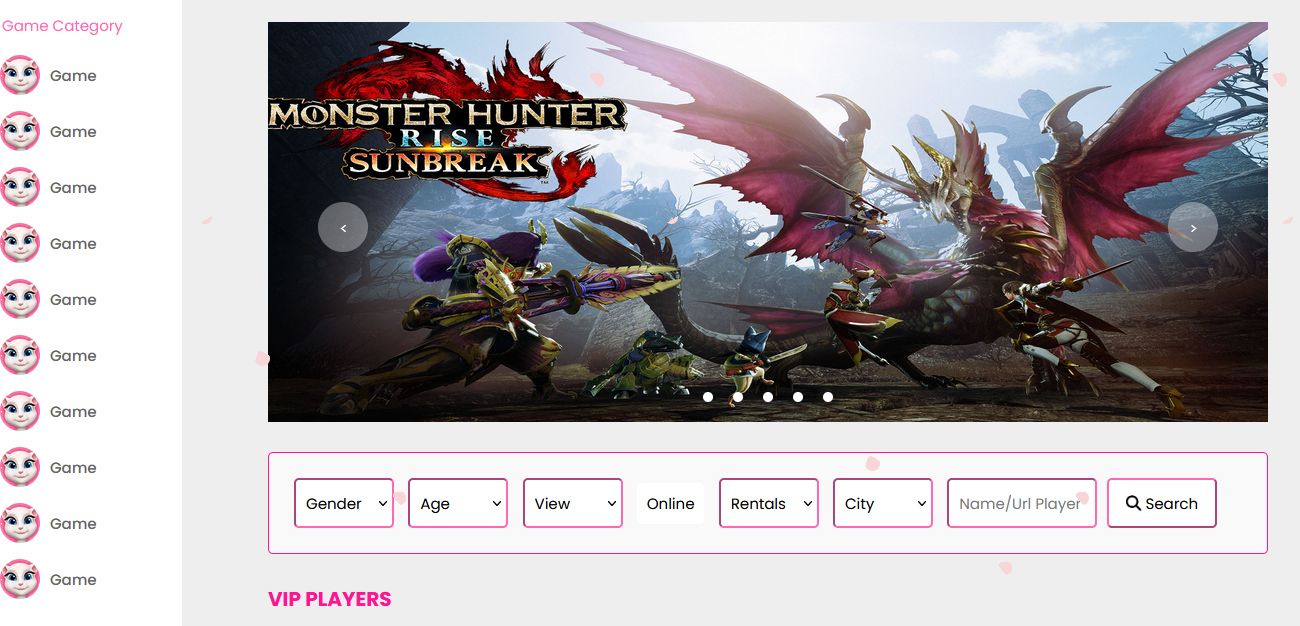 Game Category
Game
Game
Game
Game
Game
Game
Game
Game
Game
Game
MONSTER HUNTER
RISE
SUNBREAK™
<
>
Gender
Age
View
Online
Rentals
City
Name/Url Player
Search
VIP PLAYERS